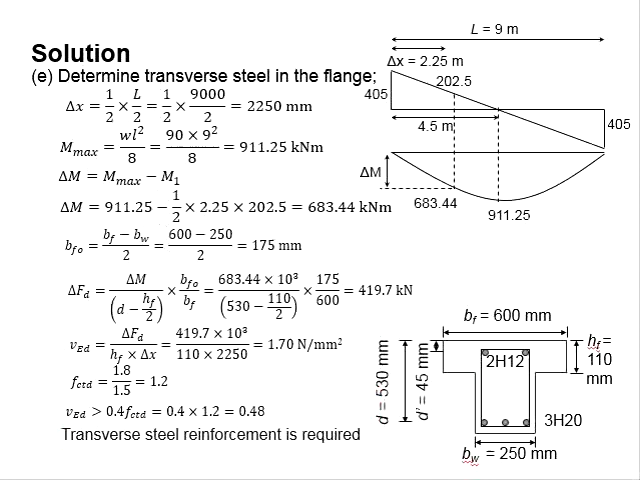 Solution
(e) Determine transverse steel in the flange;
Δx = 1/2 × L/2 = 1/2 × 9000/2 = 2250 mm
M_max = wl²/8 = 90 × 9²/8 = 911.25 kNm
ΔM = M_max − M₁
ΔM = 911.25 − 1/2 × 2.25 × 202.5 = 683.44 kNm
b_fo = (b_f − b_w)/2 = (600 − 250)/2 = 175 mm
ΔF_d = ΔM/(d − h_f/2) × b_fo/b_f = 683.44 × 10³/(530 − 110/2) × 175/600 = 419.7 kN
v_Ed = ΔF_d/(h_f × Δx) = 419.7 × 10³/(110 × 2250) = 1.70 N/mm²
f_ctd = 1.8/1.5 = 1.2
v_Ed > 0.4f_ctd = 0.4 × 1.2 = 0.48
Transverse steel reinforcement is required
L = 9 m
Δx = 2.25 m
202.5
405
4.5 m
405
ΔM
683.44
911.25
b_f = 600 mm
h_f =
110
mm
2H12
d = 530 mm
d' = 45 mm
3H20
b_w = 250 mm